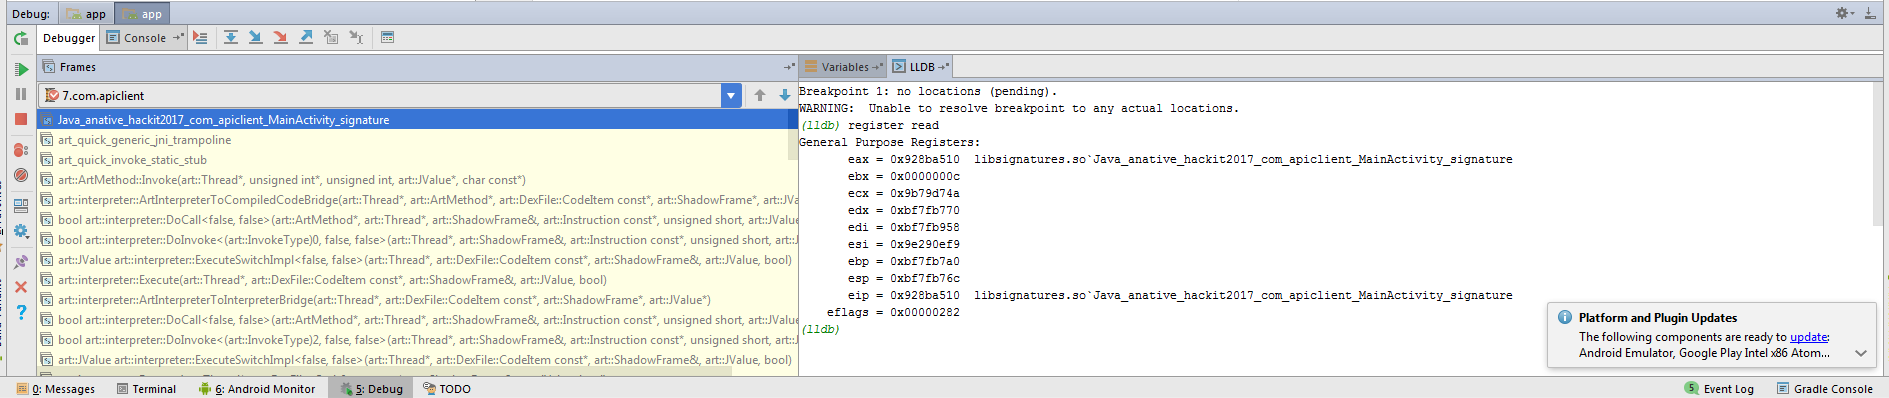 Debug: app app
Debugger Console
Frames
7.com.apiclient
Java_anative_hackit2017_com_apiclient_MainActivity_signature
art_quick_generic_jni_trampoline
art_quick_invoke_static_stub
art::ArtMethod::Invoke(art::Thread*, unsigned int*, unsigned int, art::JValue*, char const*)
art::interpreter::ArtInterpreterToCompiledCodeBridge(art::Thread*, art::ArtMethod*, art::DexFile::CodeItem const*, art::ShadowFrame*, art::JVa
bool art::interpreter::DoCall<false, false>(art::ArtMethod*, art::Thread*, art::ShadowFrame&, art::Instruction const*, unsigned short, art::JValue
bool art::interpreter::DoInvoke<(art::InvokeType)0, false, false>(art::Thread*, art::ShadowFrame&, art::Instruction const*, unsigned short, art::J
art::JValue art::interpreter::ExecuteSwitchImpl<false, false>(art::Thread*, art::DexFile::CodeItem const*, art::ShadowFrame&, art::JValue, bool)
art::interpreter::Execute(art::Thread*, art::DexFile::CodeItem const*, art::ShadowFrame&, art::JValue, bool)
art::interpreter::ArtInterpreterToInterpreterBridge(art::Thread*, art::DexFile::CodeItem const*, art::ShadowFrame*, art::JValue*)
bool art::interpreter::DoCall<false, false>(art::ArtMethod*, art::Thread*, art::ShadowFrame&, art::Instruction const*, unsigned short, art::JValue
bool art::interpreter::DoInvoke<(art::InvokeType)2, false, false>(art::Thread*, art::ShadowFrame&, art::Instruction const*, unsigned short, art::J
art::JValue art::interpreter::ExecuteSwitchImpl<false, false>(art::Thread*, art::DexFile::CodeItem const*, art::ShadowFrame&, art::JValue, bool)
Variables LLDB
Breakpoint 1: no locations (pending).
WARNING:  Unable to resolve breakpoint to any actual locations.
(lldb) register read
General Purpose Registers:
eax = 0x928ba510  libsignatures.so`Java_anative_hackit2017_com_apiclient_MainActivity_signature
ebx = 0x0000000c
ecx = 0x9b79d74a
edx = 0xbf7fb770
edi = 0xbf7fb958
esi = 0x9e290ef9
ebp = 0xbf7fb7a0
esp = 0xbf7fb76c
eip = 0x928ba510  libsignatures.so`Java_anative_hackit2017_com_apiclient_MainActivity_signature
eflags = 0x00000282
(lldb)
Platform and Plugin Updates
The following components are ready to update:
Android Emulator, Google Play Intel x86 Atom...
0: Messages Terminal 6: Android Monitor 5: Debug TODO 5 Event Log Gradle Console